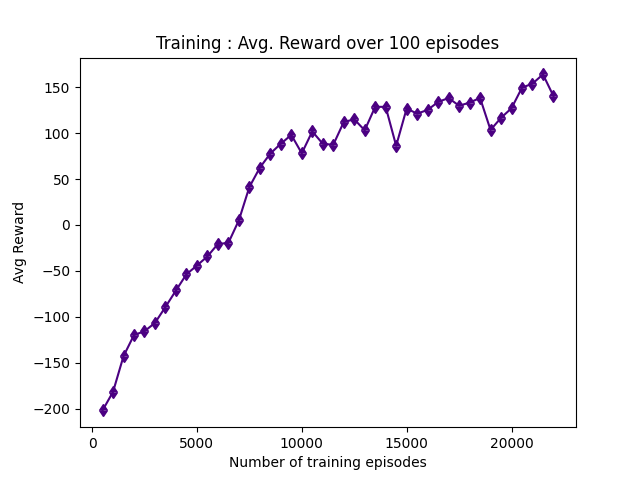 Training : Avg. Reward over 100 episodes
150
100
50
0
−50
−100
−150
−200
Avg Reward
0 5000 10000 15000 20000
Number of training episodes